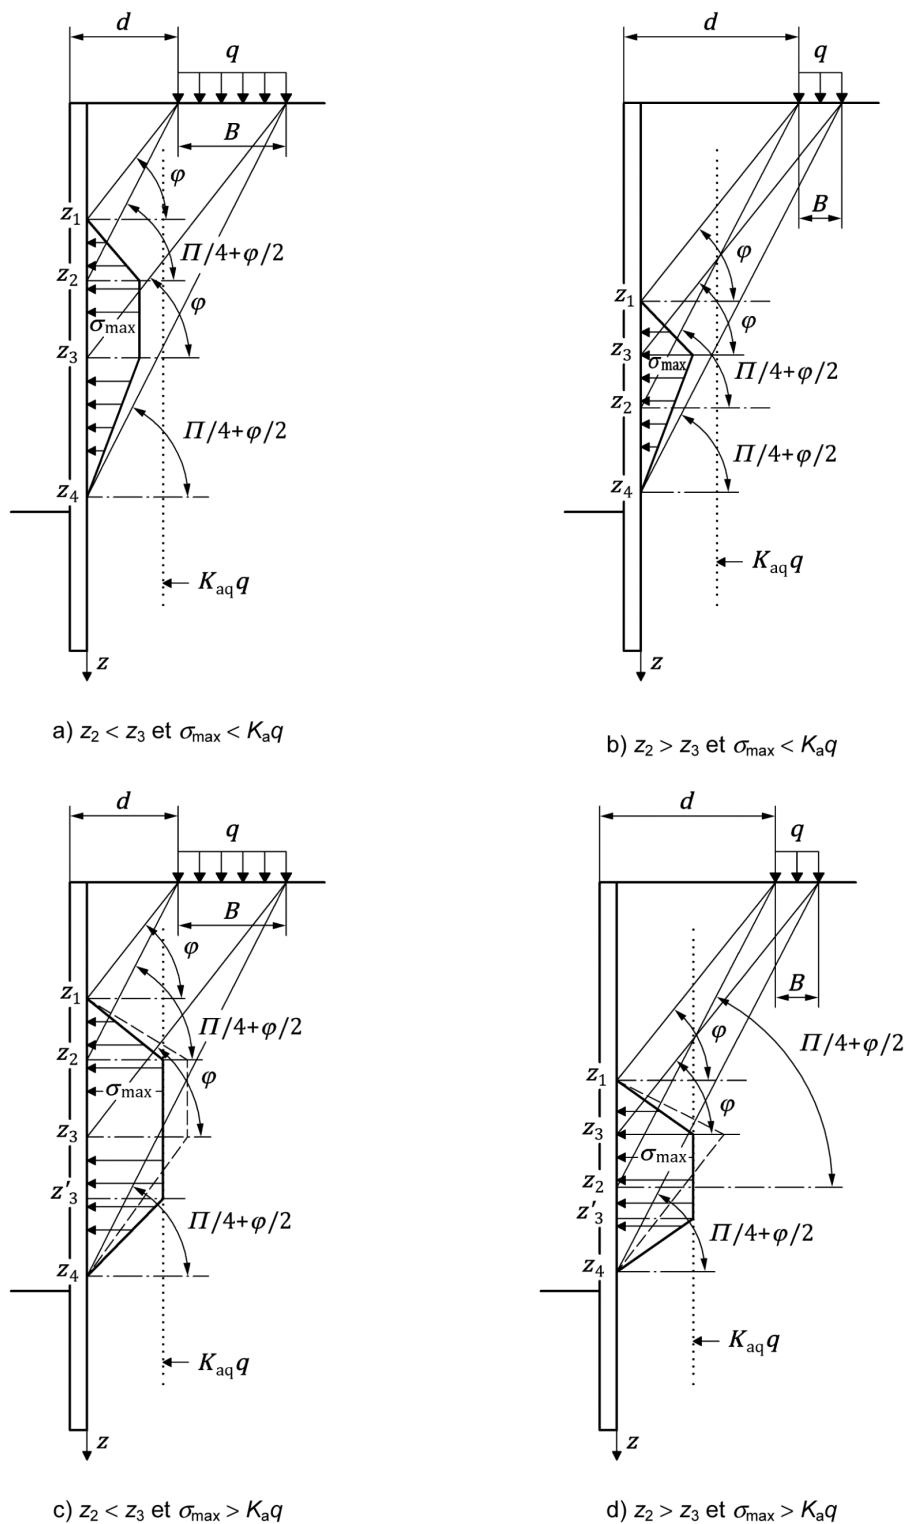 d
q
B
φ
z₁
Π/4+φ/2
z₂
φ
σmax
z₃
Π/4+φ/2
z₄
Kaq q
z
a) z₂ < z₃ et σmax < Kaq
d
q
B
φ
z₁
φ
z₃
σmax
Π/4+φ/2
z₂
Π/4+φ/2
z₄
Kaq q
z
b) z₂ > z₃ et σmax < Kaq
d
q
B
φ
z₁
Π/4+φ/2
z₂
φ
σmax
z₃
z'₃
Π/4+φ/2
z₄
Kaq q
z
c) z₂ < z₃ et σmax > Kaq
d
q
B
Π/4+φ/2
φ
z₁
φ
z₃
σmax
z₂
z'₃
Π/4+φ/2
z₄
Kaq q
z
d) z₂ > z₃ et σmax > Kaq